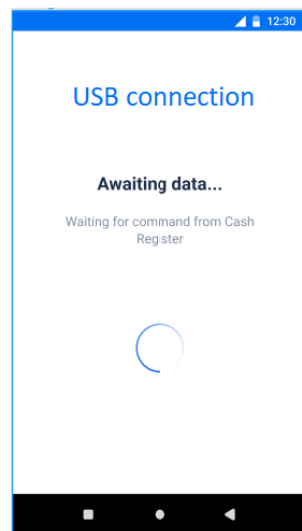 12:30
USB connection
Awaiting data...
Waiting for command from Cash
Register